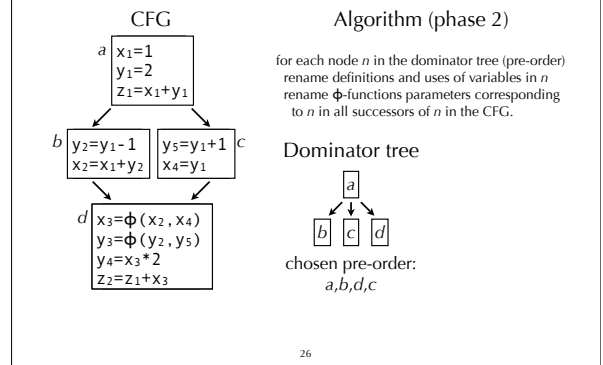 CFG
a
x₁=1
y₁=2
z₁=x₁+y₁
b
y₂=y₁-1
x₂=x₁+y₂
y₅=y₁+1
x₄=y₁
c
d
x₃=ϕ(x₂,x₄)
y₃=ϕ(y₂,y₅)
y₄=x₃*2
z₂=z₁+x₃
Algorithm (phase 2)
for each node n in the dominator tree (pre-order)
rename definitions and uses of variables in n
rename ϕ-functions parameters corresponding
to n in all successors of n in the CFG.
Dominator tree
a
b c d
chosen pre-order:
a,b,d,c
26